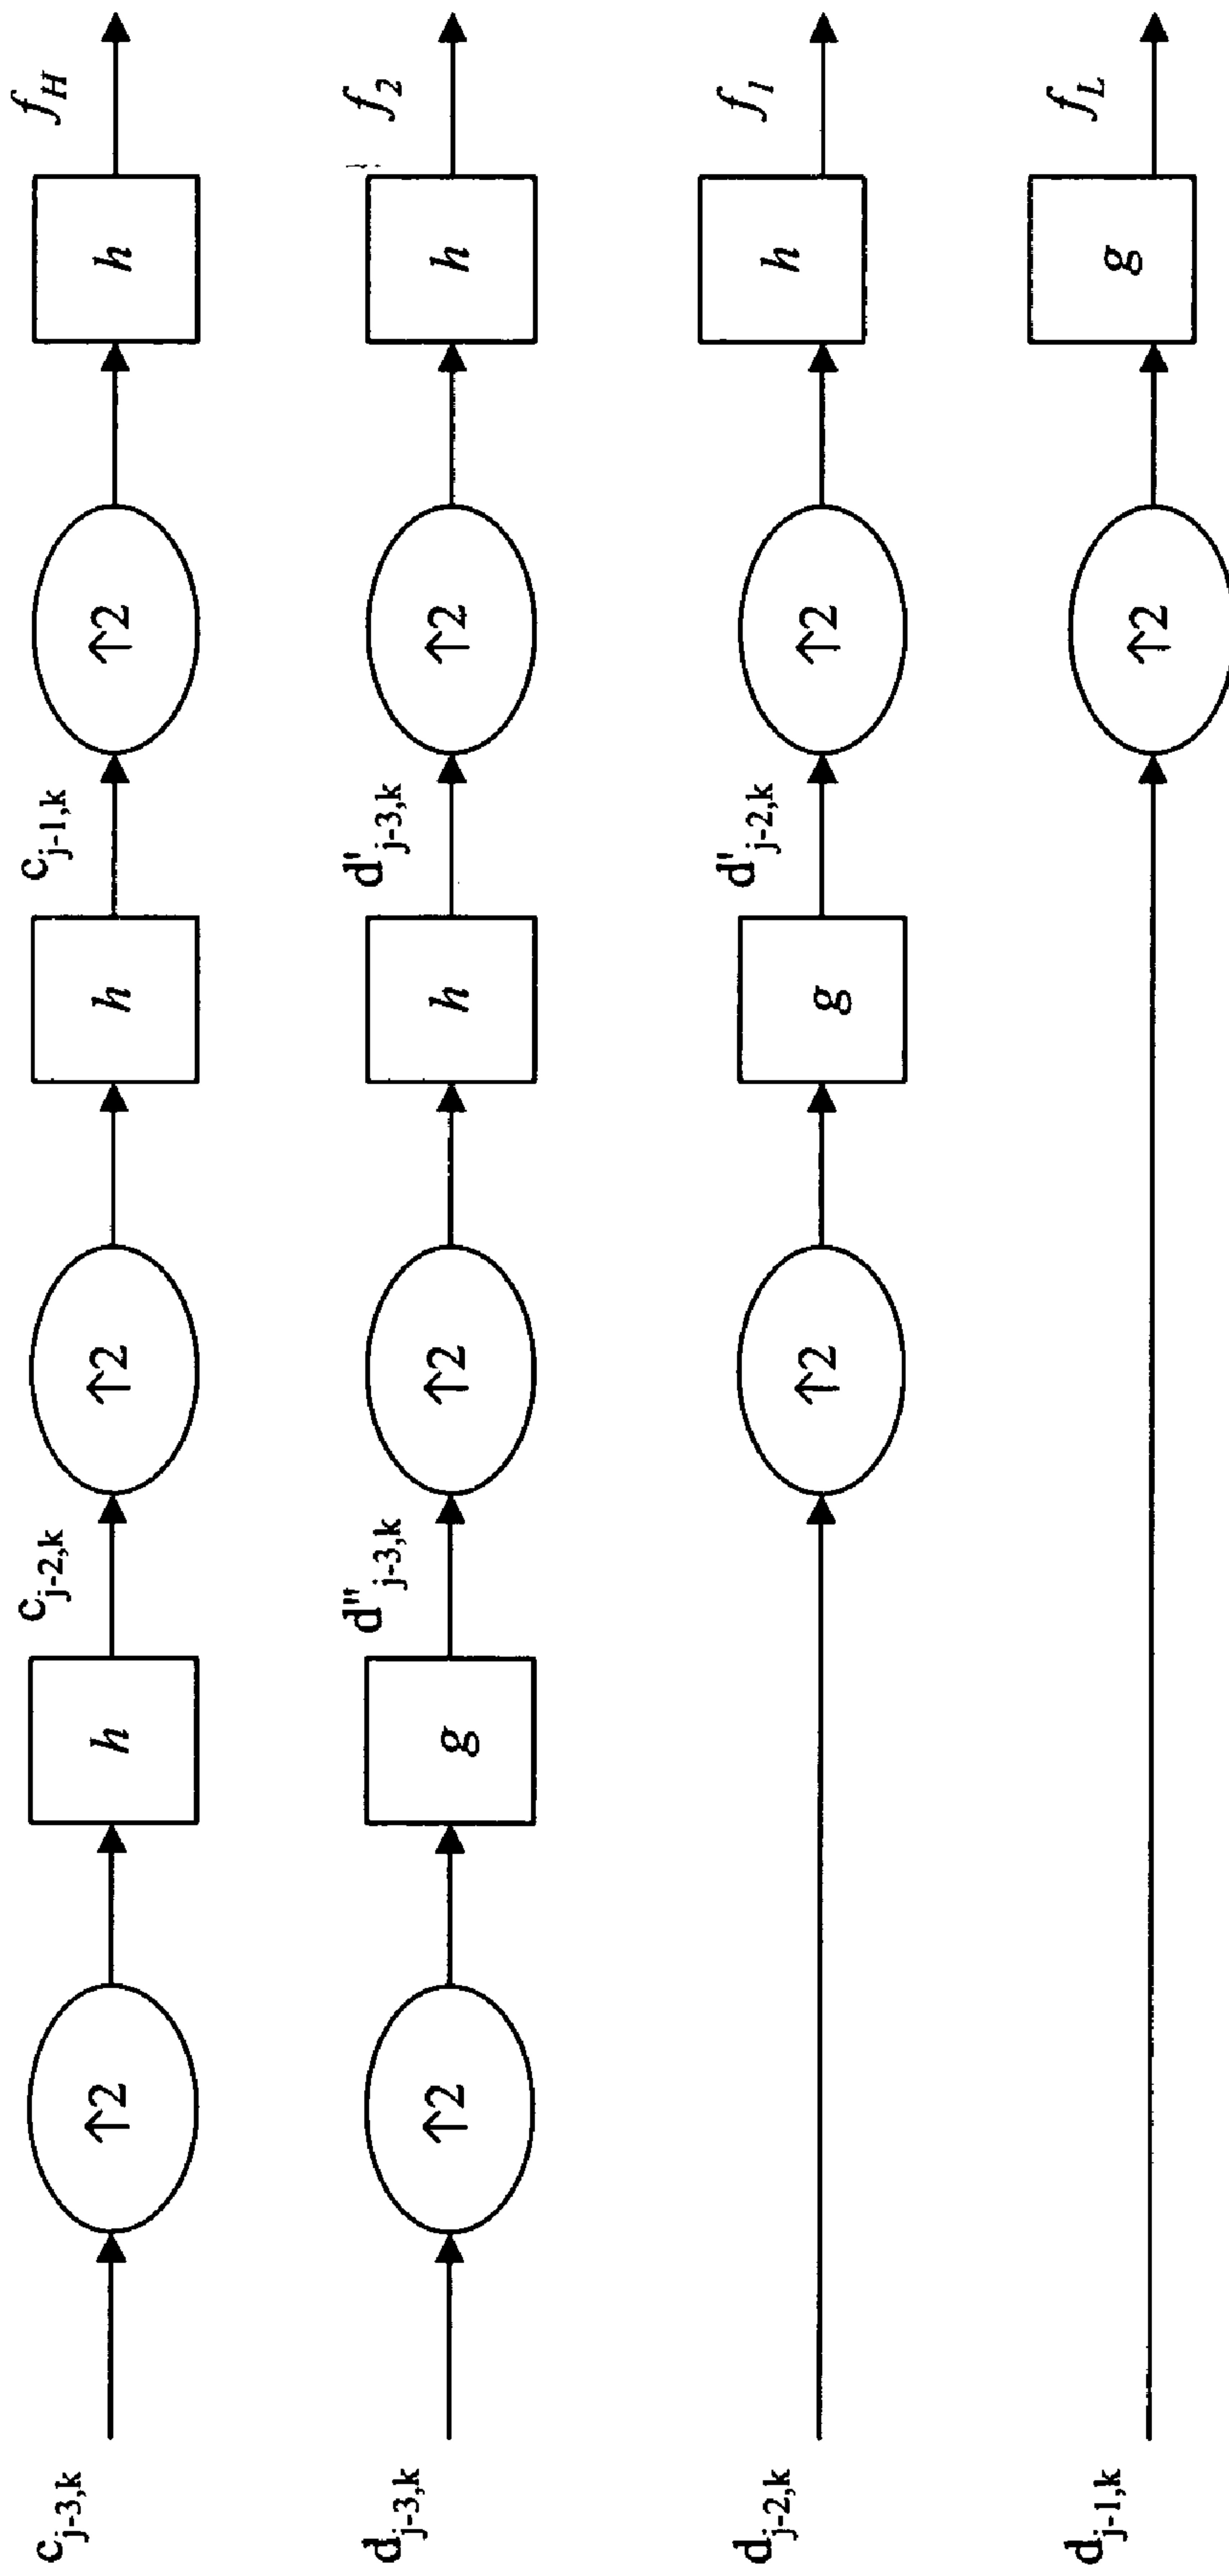 c_{j-3,k} ↑2 h c_{j-2,k} ↑2 h c_{j-1,k} ↑2 h f_H
d_{j-3,k} ↑2 g d''_{j-3,k} ↑2 h d'_{j-3,k} ↑2 h f_2
d_{j-2,k} ↑2 g d'_{j-2,k} ↑2 h f_1
d_{j-1,k} ↑2 g f_L